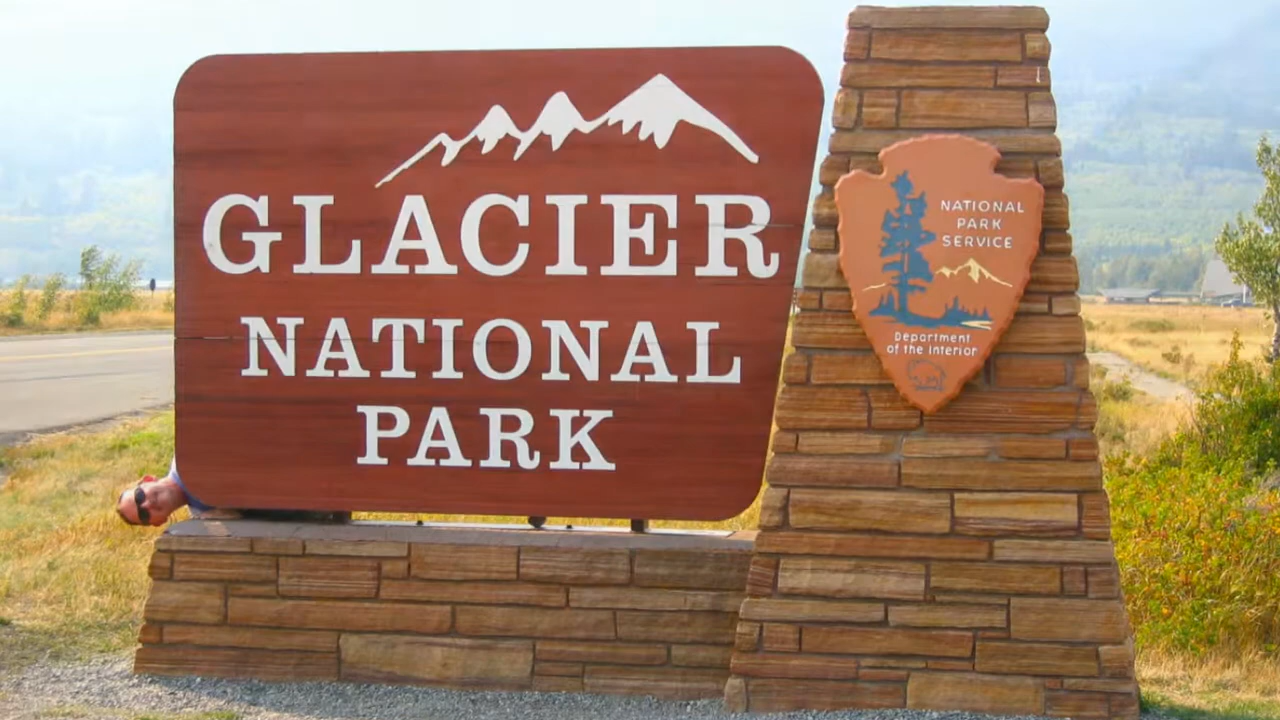 GLACIER
NATIONAL
PARK
NATIONAL
PARK
SERVICE
Department
of the Interior